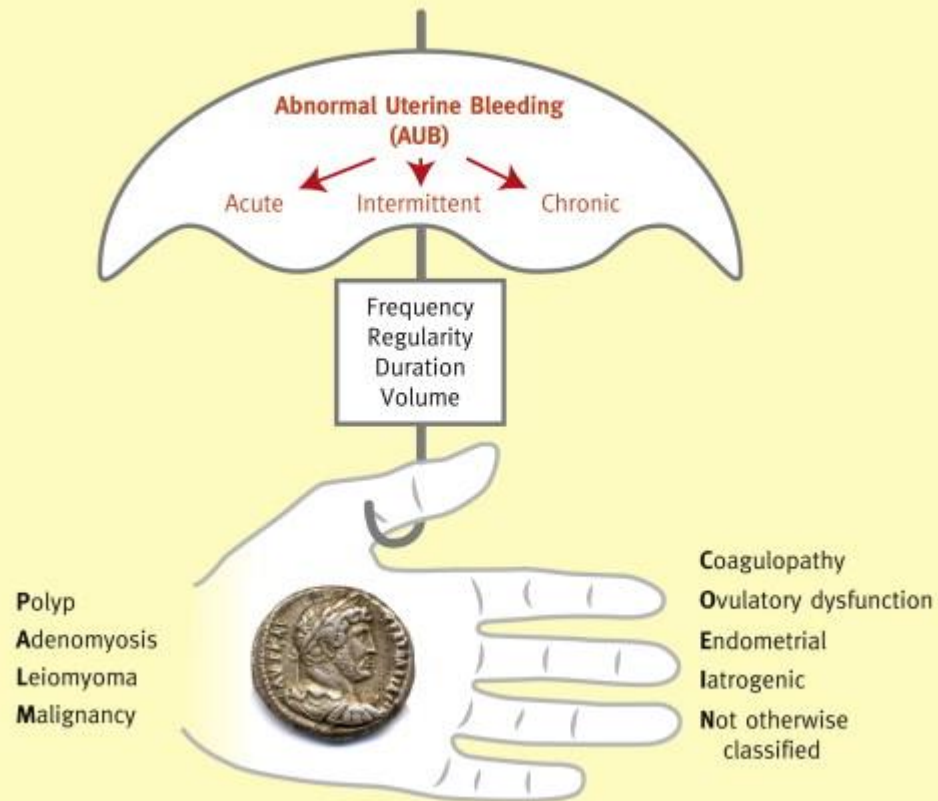 Abnormal Uterine Bleeding
(AUB)
Acute Intermittent Chronic
Frequency
Regularity
Duration
Volume
Polyp
Adenomyosis
Leiomyoma
Malignancy
Coagulopathy
Ovulatory dysfunction
Endometrial
Iatrogenic
Not otherwise
classified